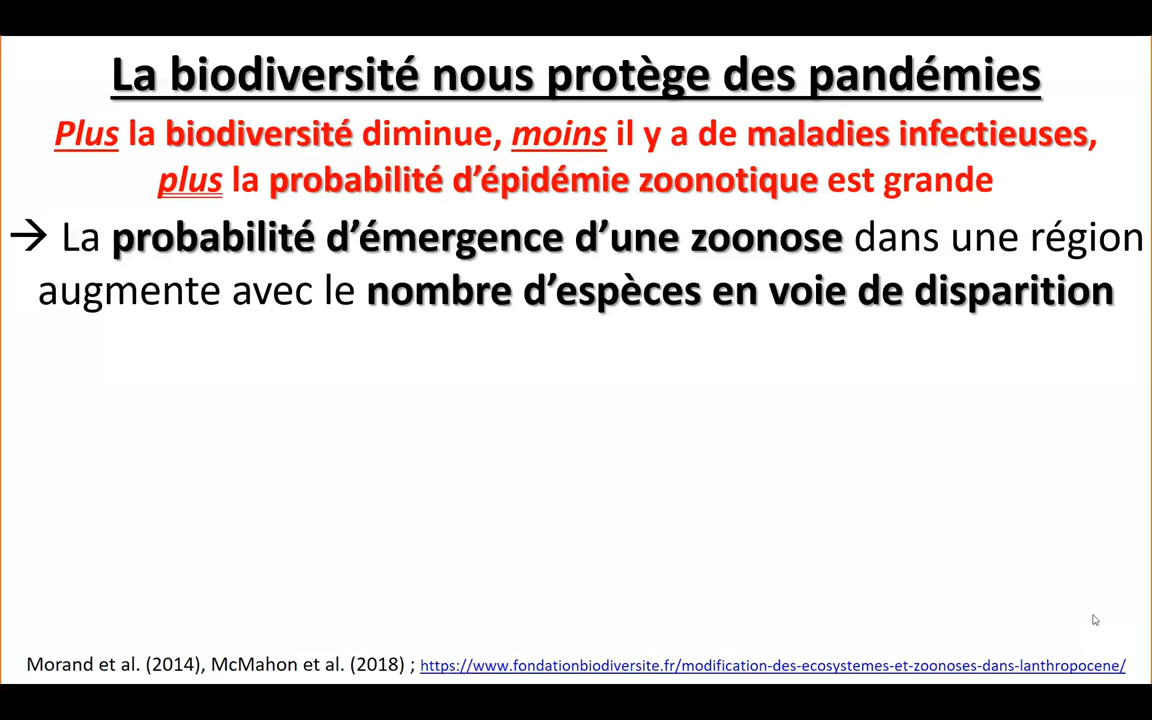 La biodiversité nous protège des pandémies
Plus la biodiversité diminue, moins il y a de maladies infectieuses,
plus la probabilité d’épidémie zoonotique est grande
→ La probabilité d’émergence d’une zoonose dans une région
augmente avec le nombre d’espèces en voie de disparition
Morand et al. (2014), McMahon et al. (2018) ; https://www.fondationbiodiversite.fr/modification-des-ecosystemes-et-zoonoses-dans-lanthropocene/